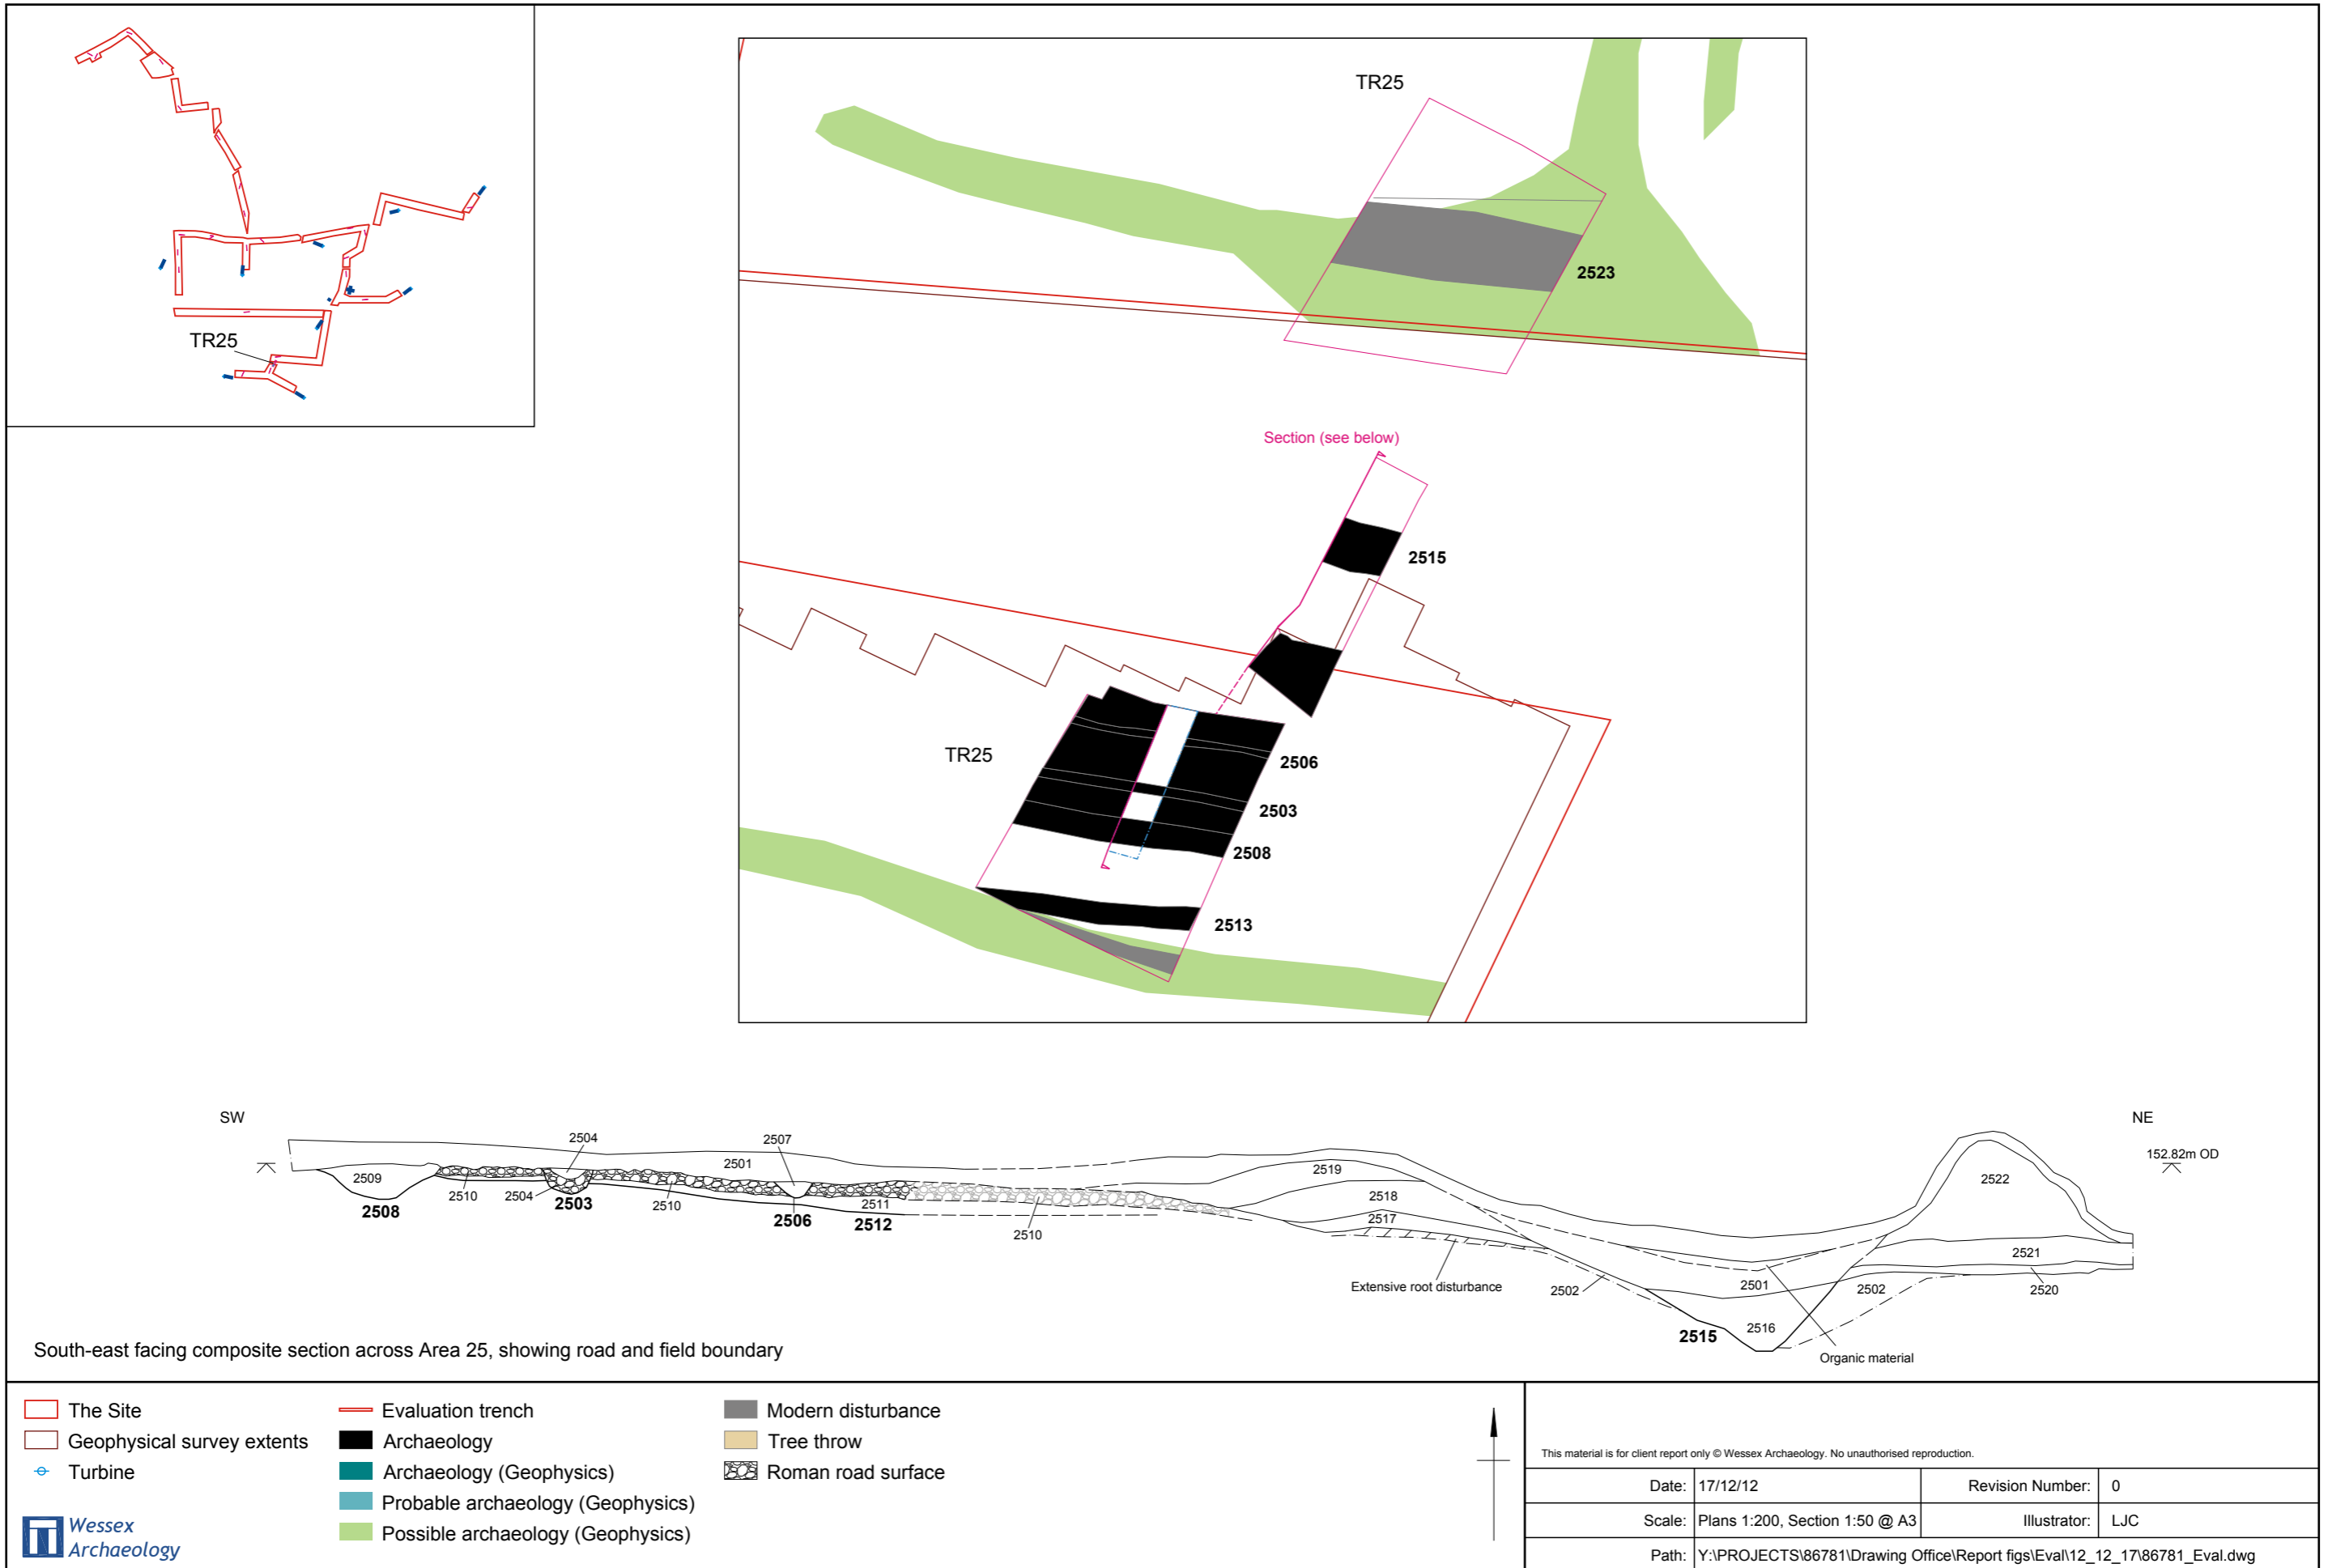 TR25
TR25
2523
Section (see below)
2515
TR25
2506
2503
2508
2513
SW
NE
152.82m OD
2504
2507
2501
2509
2510
2504
2503
2508
2510
2506
2511
2512
2510
2519
2518
2517
Extensive root disturbance
2502
2515
2501
2516
2502
Organic material
2522
2521
2520
South-east facing composite section across Area 25, showing road and field boundary
The Site
Geophysical survey extents
Turbine
Evaluation trench
Archaeology
Archaeology (Geophysics)
Probable archaeology (Geophysics)
Possible archaeology (Geophysics)
Modern disturbance
Tree throw
Roman road surface
Wessex
Archaeology
This material is for client report only © Wessex Archaeology. No unauthorised reproduction.
Date: 17/12/12 Revision Number: 0
Scale: Plans 1:200, Section 1:50 @ A3 Illustrator: LJC
Path: Y:\PROJECTS\86781\Drawing Office\Report figs\Eval\12_12_17\86781_Eval.dwg